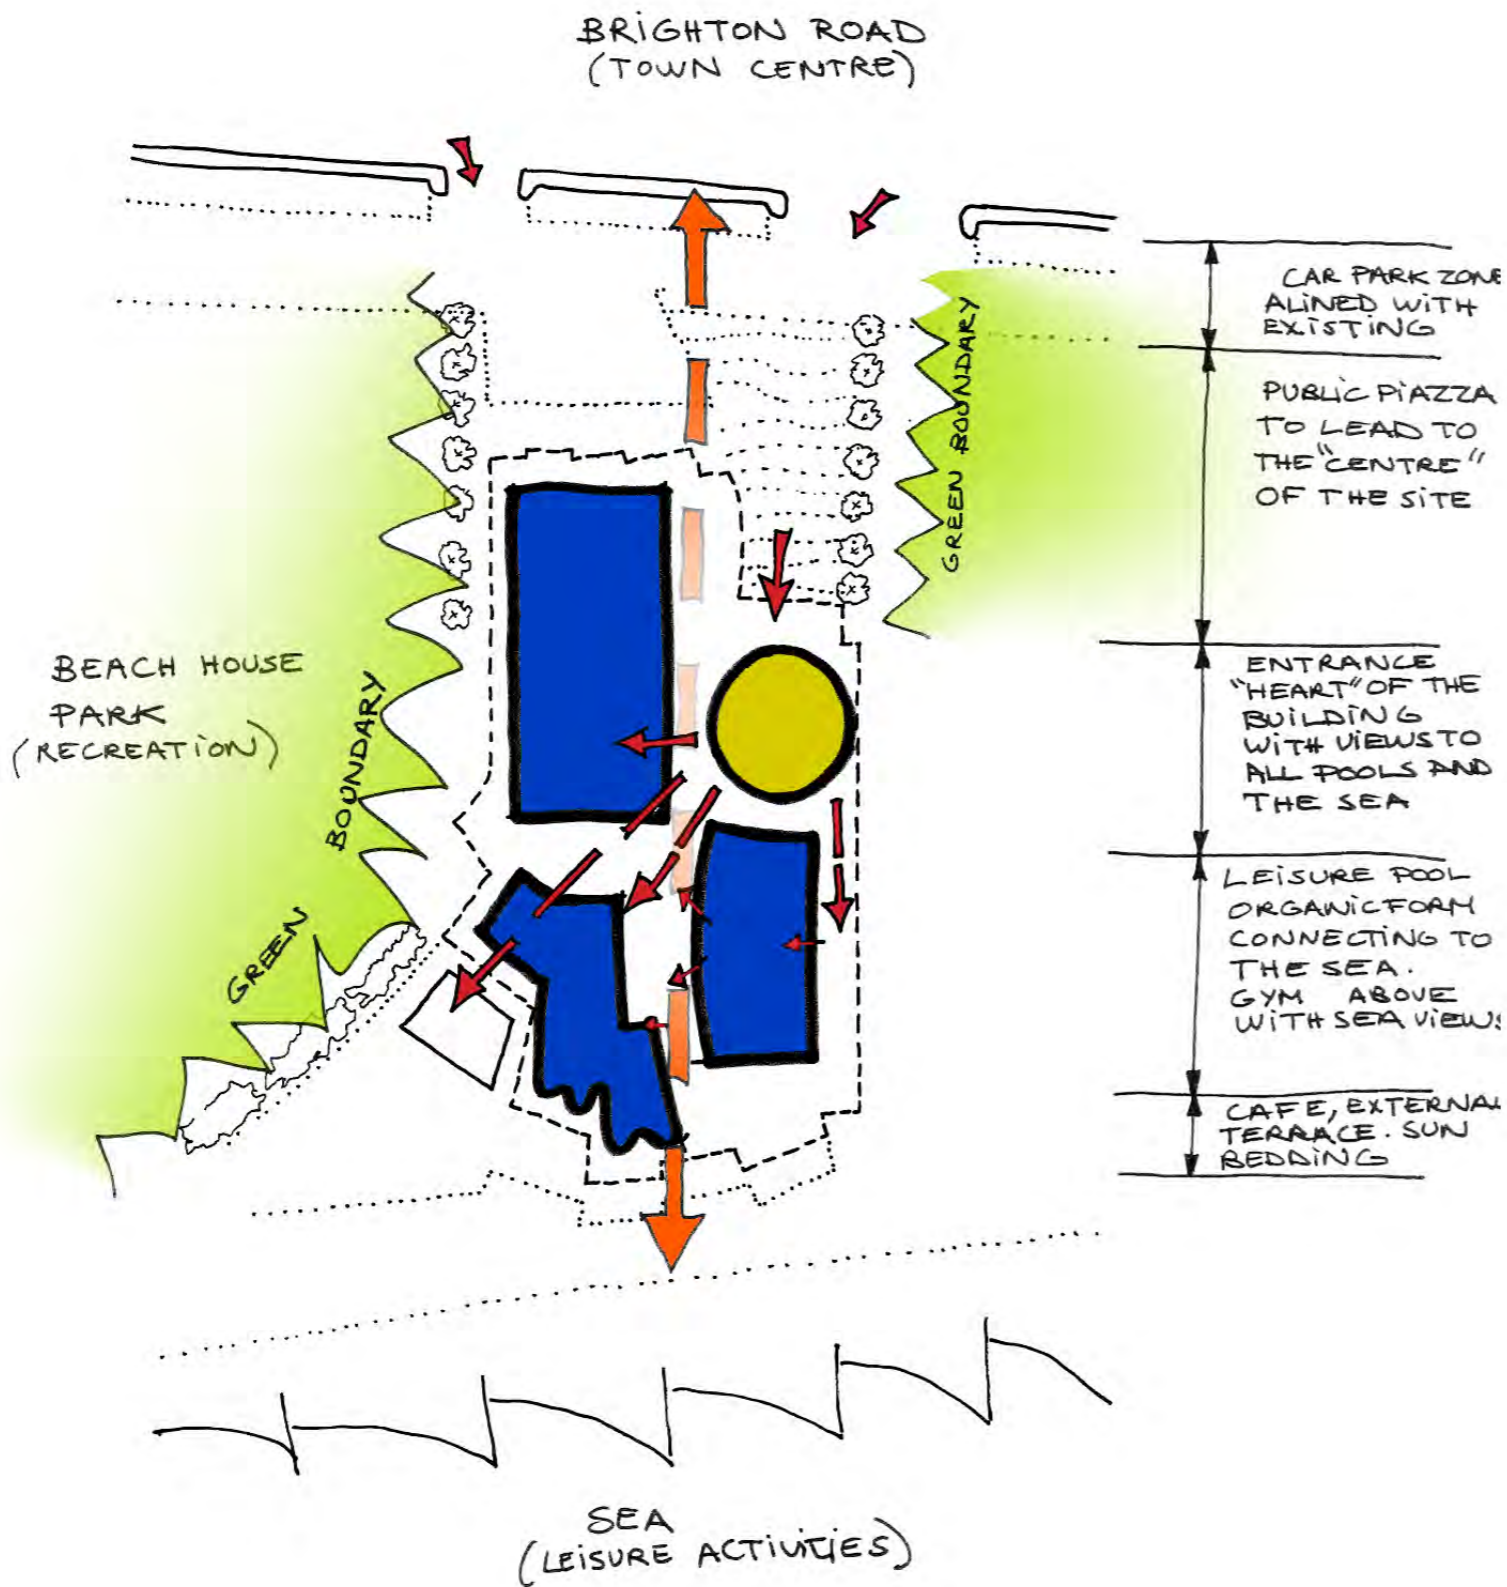 BRIGHTON ROAD
(TOWN CENTRE)
CAR PARK ZONE
ALINED WITH
EXISTING
GREEN BOUNDARY
PUBLIC PIAZZA
TO LEAD TO
THE "CENTRE"
OF THE SITE
BEACH HOUSE
PARK
(RECREATION)
GREEN BOUNDARY
ENTRANCE
"HEART" OF THE
BUILDING
WITH VIEWS TO
ALL POOLS AND
THE SEA
LEISURE POOL
ORGANIC FORM
CONNECTING TO
THE SEA.
GYM ABOVE
WITH SEA VIEWS
CAFE, EXTERNAL
TERRACE. SUN
BEDDING
SEA
(LEISURE ACTIVITIES)